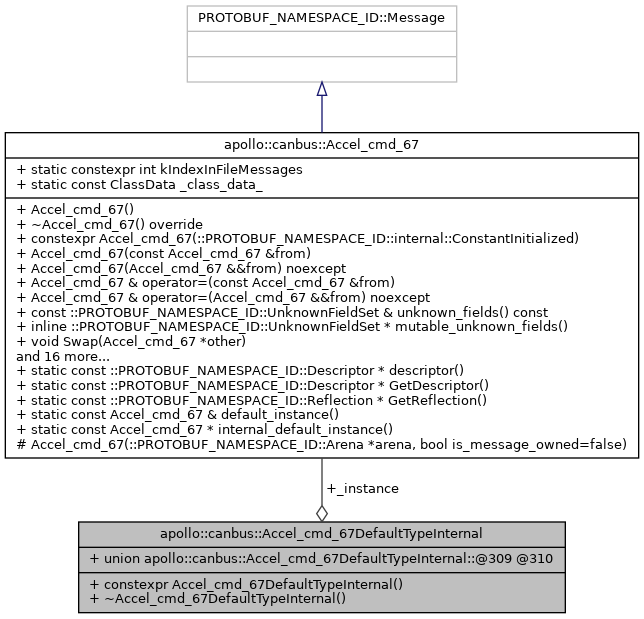 PROTOBUF_NAMESPACE_ID::Message
apollo::canbus::Accel_cmd_67
+ static constexpr int kIndexInFileMessages
+ static const ClassData _class_data_
+ Accel_cmd_67()
+ ~Accel_cmd_67() override
+ constexpr Accel_cmd_67(::PROTOBUF_NAMESPACE_ID::internal::ConstantInitialized)
+ Accel_cmd_67(const Accel_cmd_67 &from)
+ Accel_cmd_67(Accel_cmd_67 &&from) noexcept
+ Accel_cmd_67 & operator=(const Accel_cmd_67 &from)
+ Accel_cmd_67 & operator=(Accel_cmd_67 &&from) noexcept
+ const ::PROTOBUF_NAMESPACE_ID::UnknownFieldSet & unknown_fields() const
+ inline ::PROTOBUF_NAMESPACE_ID::UnknownFieldSet * mutable_unknown_fields()
+ void Swap(Accel_cmd_67 *other)
and 16 more...
+ static const ::PROTOBUF_NAMESPACE_ID::Descriptor * descriptor()
+ static const ::PROTOBUF_NAMESPACE_ID::Descriptor * GetDescriptor()
+ static const ::PROTOBUF_NAMESPACE_ID::Reflection * GetReflection()
+ static const Accel_cmd_67 & default_instance()
+ static const Accel_cmd_67 * internal_default_instance()
# Accel_cmd_67(::PROTOBUF_NAMESPACE_ID::Arena *arena, bool is_message_owned=false)
+_instance
apollo::canbus::Accel_cmd_67DefaultTypeInternal
+ union apollo::canbus::Accel_cmd_67DefaultTypeInternal::@309 @310
+ constexpr Accel_cmd_67DefaultTypeInternal()
+ ~Accel_cmd_67DefaultTypeInternal()